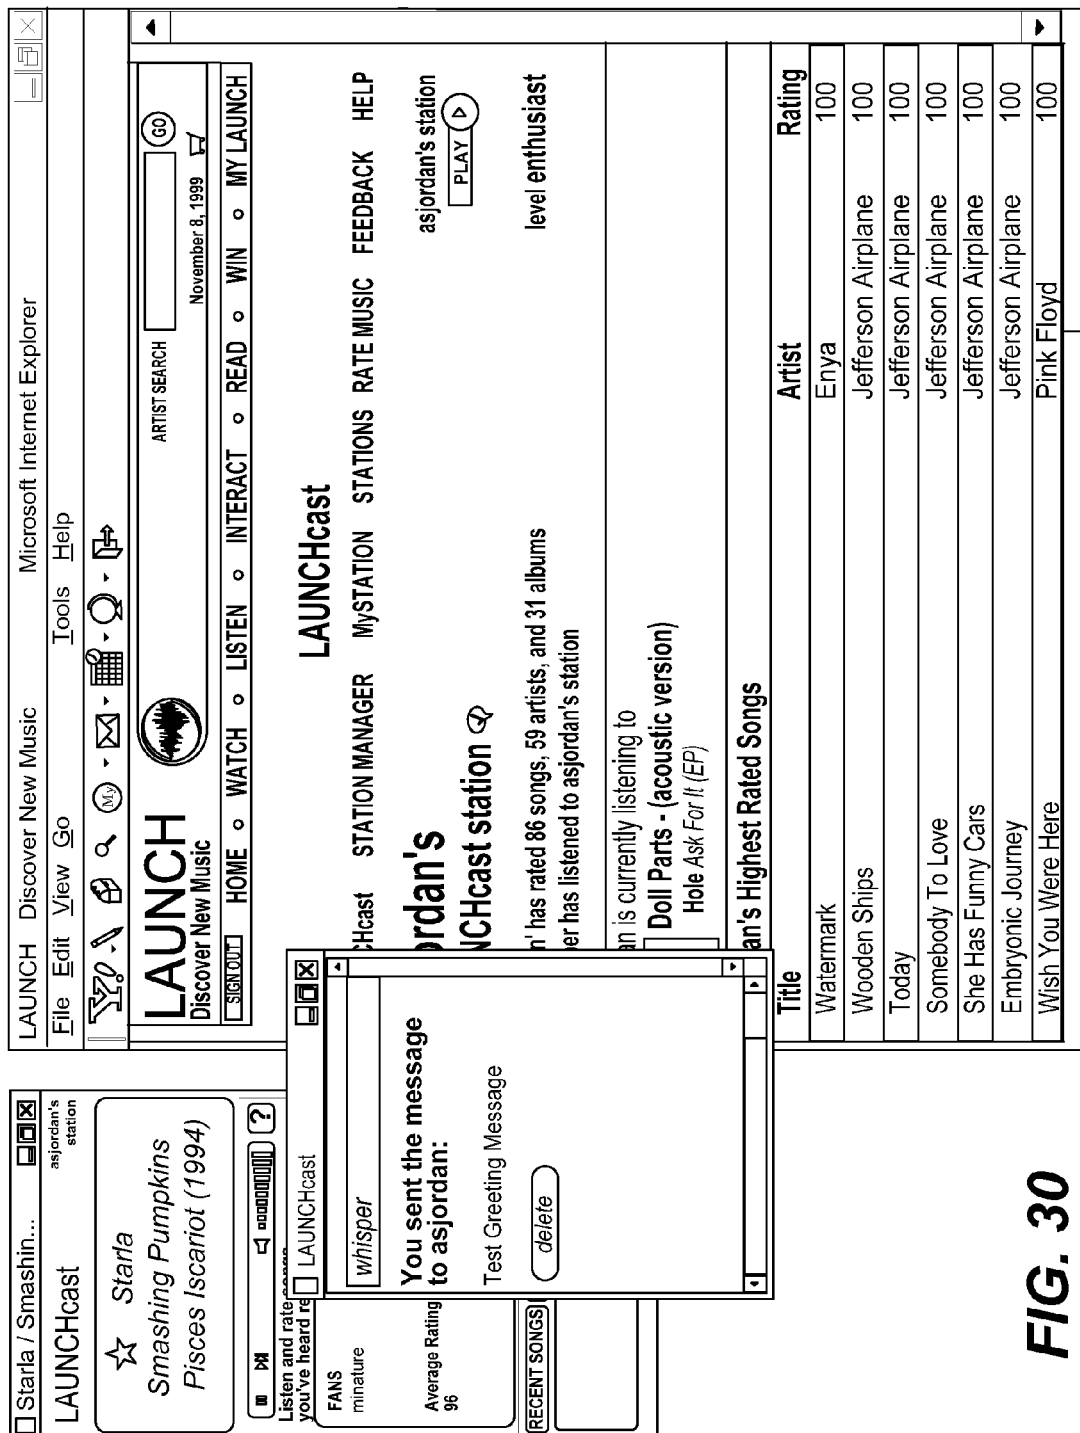 Starla / Smashin...
LAUNCHcast
asjordan's
station
Starla
Smashing Pumpkins
Pisces Iscariot (1994)
?
Listen and rate songs
you've heard re
FANS
minature
Average Rating
96
RECENT SONGS
LAUNCHcast
whisper
You sent the message
to asjordan:
Test Greeting Message
delete
LAUNCH Discover New Music Microsoft Internet Explorer
File Edit View Go Tools Help
Y! My
LAUNCH
Discover New Music
ARTIST SEARCH GO
November 8, 1999
SIGN OUT HOME WATCH LISTEN INTERACT READ WIN MY LAUNCH
LAUNCHcast
CHcast STATION MANAGER MySTATION STATIONS RATE MUSIC FEEDBACK HELP
ordan's
NCHcast station
asjordan's station
PLAY
n' has rated 86 songs, 59 artists, and 31 albums
ber has listened to asjordan's station
level enthusiast
an is currently listening to
Doll Parts - (acoustic version)
Hole Ask For It (EP)
an's Highest Rated Songs
Title Artist Rating
Watermark Enya 100
Wooden Ships Jefferson Airplane 100
Today Jefferson Airplane 100
Somebody To Love Jefferson Airplane 100
She Has Funny Cars Jefferson Airplane 100
Embryonic Journey Jefferson Airplane 100
Wish You Were Here Pink Floyd 100
FIG. 30